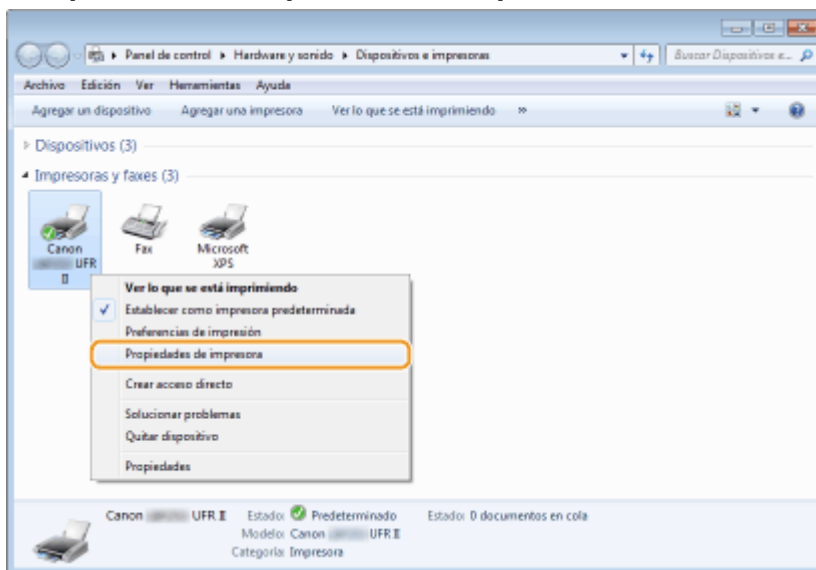 Panel de control ▸ Hardware y sonido ▸ Dispositivos e impresoras
Buscar Dispositivos e...
Archivo Edición Ver Herramientas Ayuda
Agregar un dispositivo Agregar una impresora Ver lo que se está imprimiendo »
Dispositivos (3)
Impresoras y faxes (3)
Canon UFR II
Fax
Microsoft XPS
Ver lo que se está imprimiendo
Establecer como impresora predeterminada
Preferencias de impresión
Propiedades de impresora
Crear acceso directo
Solucionar problemas
Quitar dispositivo
Propiedades
Canon UFR II Estado: Predeterminado Estado: 0 documentos en cola
Modelo: Canon UFR II
Categoría: Impresora